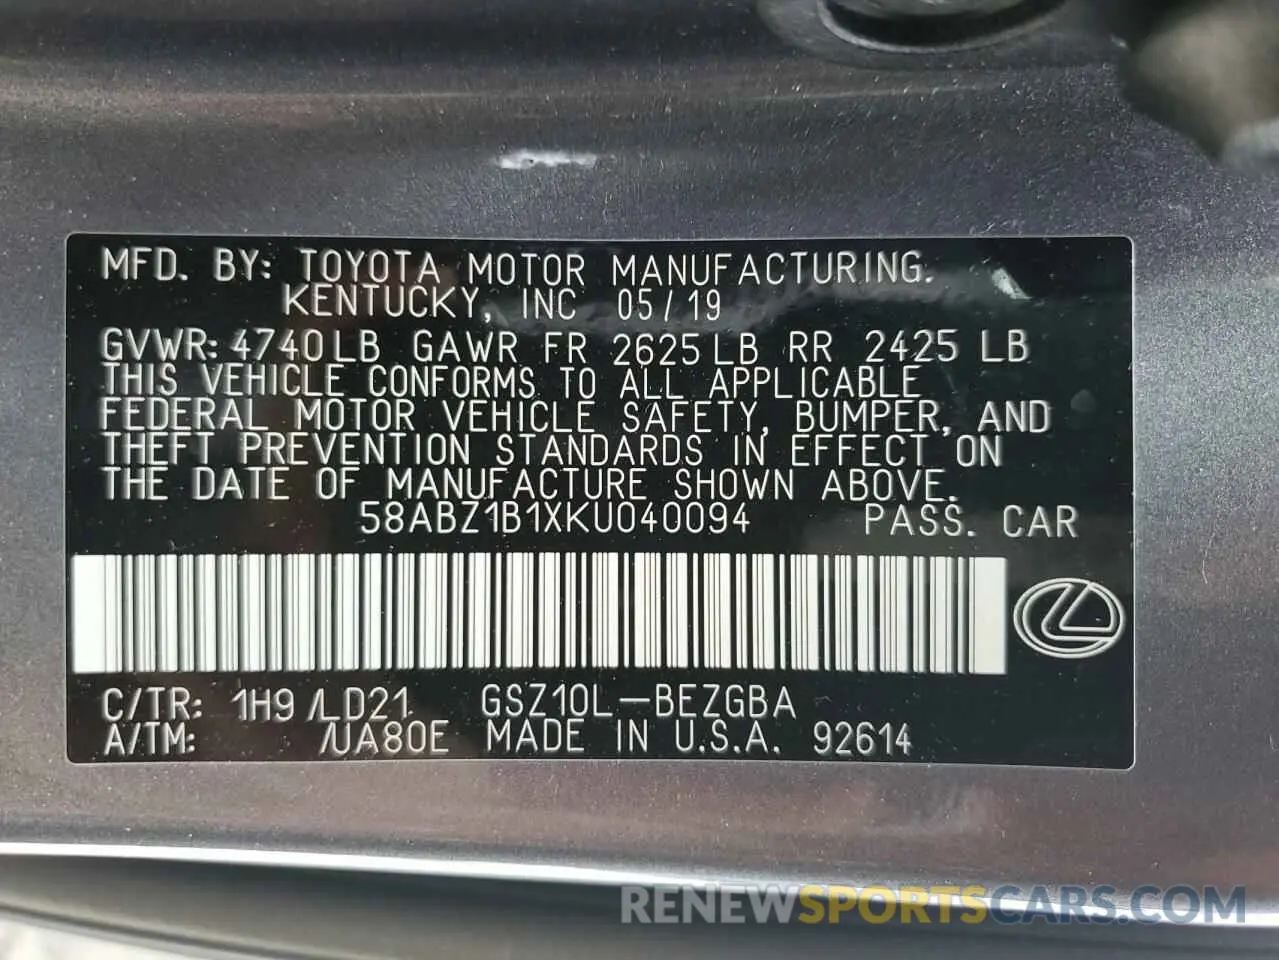 MFD. BY: TOYOTA MOTOR MANUFACTURING.
KENTUCKY, INC 05/19
GVWR: 4740LB GAWR FR 2625LB RR 2425 LB
THIS VEHICLE CONFORMS TO ALL APPLICABLE
FEDERAL MOTOR VEHICLE SAFETY, BUMPER, AND
THEFT PREVENTION STANDARDS IN EFFECT ON
THE DATE OF MANUFACTURE SHOWN ABOVE.
58ABZ1B1XKU040094 PASS. CAR
C/TR: 1H9 /LD21 GSZ10L-BEZGBA
A/TM: /UA80E MADE IN U.S.A. 92614
RENEWSPORTSCARS.COM